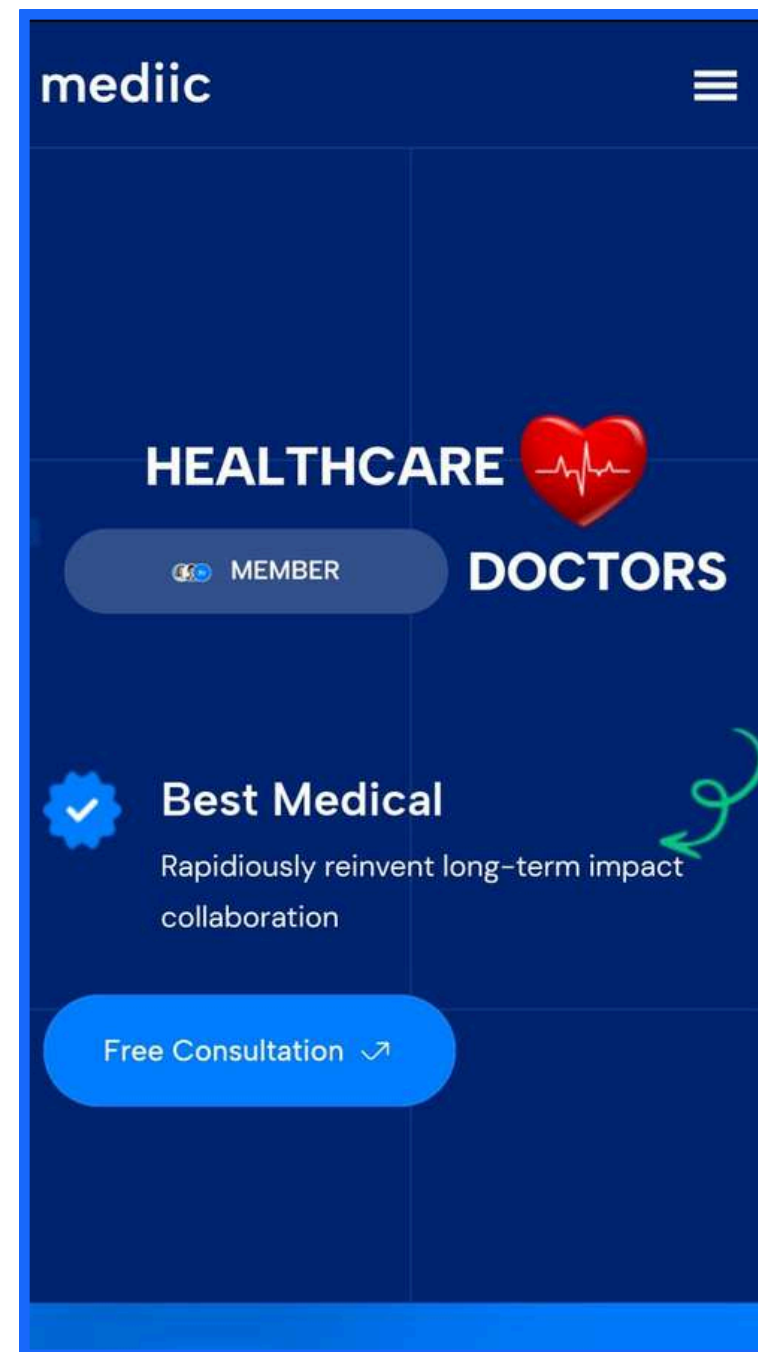 mediic
HEALTHCARE
MEMBER DOCTORS
Best Medical
Rapidiously reinvent long-term impact
collaboration
Free Consultation